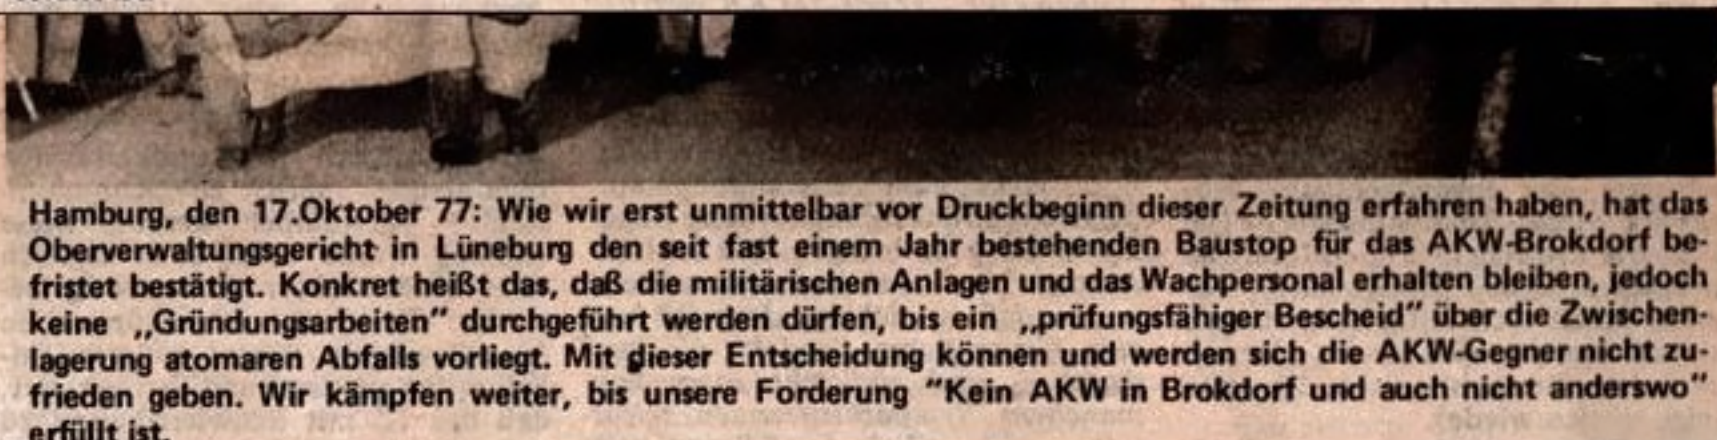 Hamburg, den 17.Oktober 77: Wie wir erst unmittelbar vor Druckbeginn dieser Zeitung erfahren haben, hat das
Oberverwaltungsgericht in Lüneburg den seit fast einem Jahr bestehenden Baustop für das AKW-Brokdorf be-
fristet bestätigt. Konkret heißt das, daß die militärischen Anlagen und das Wachpersonal erhalten bleiben, jedoch
keine ,,Gründungsarbeiten" durchgeführt werden dürfen, bis ein ,,prüfungsfähiger Bescheid" über die Zwischen-
lagerung atomaren Abfalls vorliegt. Mit dieser Entscheidung können und werden sich die AKW-Gegner nicht zu-
frieden geben. Wir kämpfen weiter, bis unsere Forderung "Kein AKW in Brokdorf und auch nicht anderswo"
erfüllt ist.